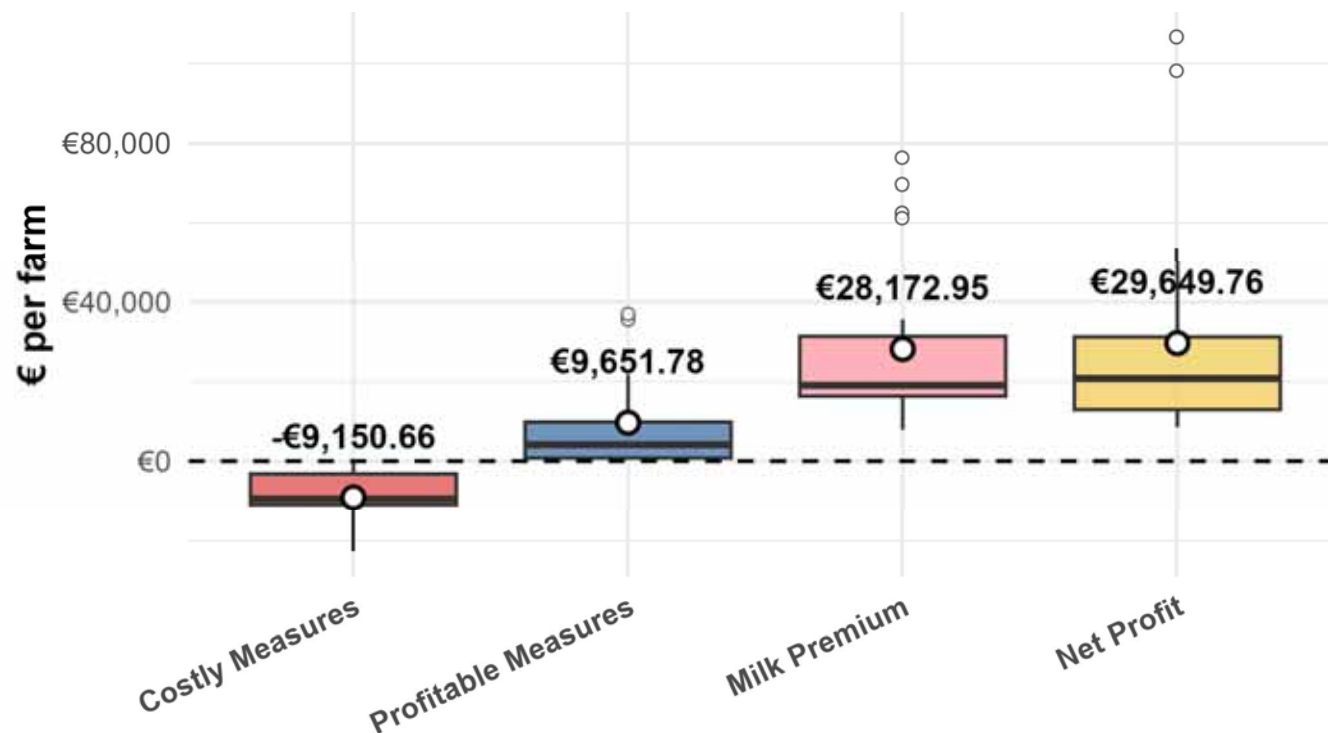 €80,000
€40,000
€0
€ per farm
-€9,150.66
€9,651.78
€28,172.95
€29,649.76
Costly Measures
Profitable Measures
Milk Premium
Net Profit